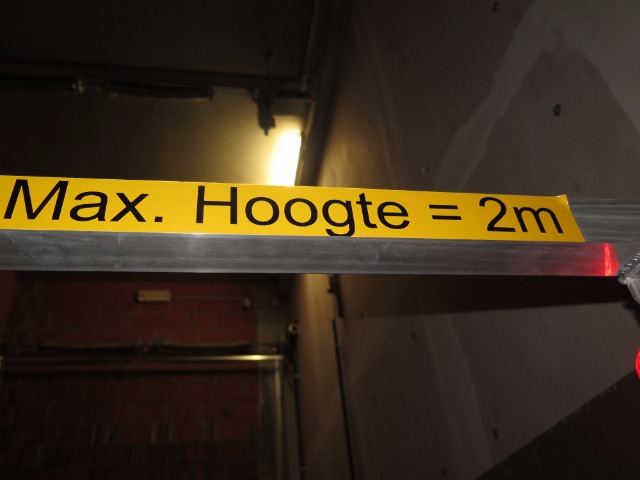 Max. Hoogte = 2m